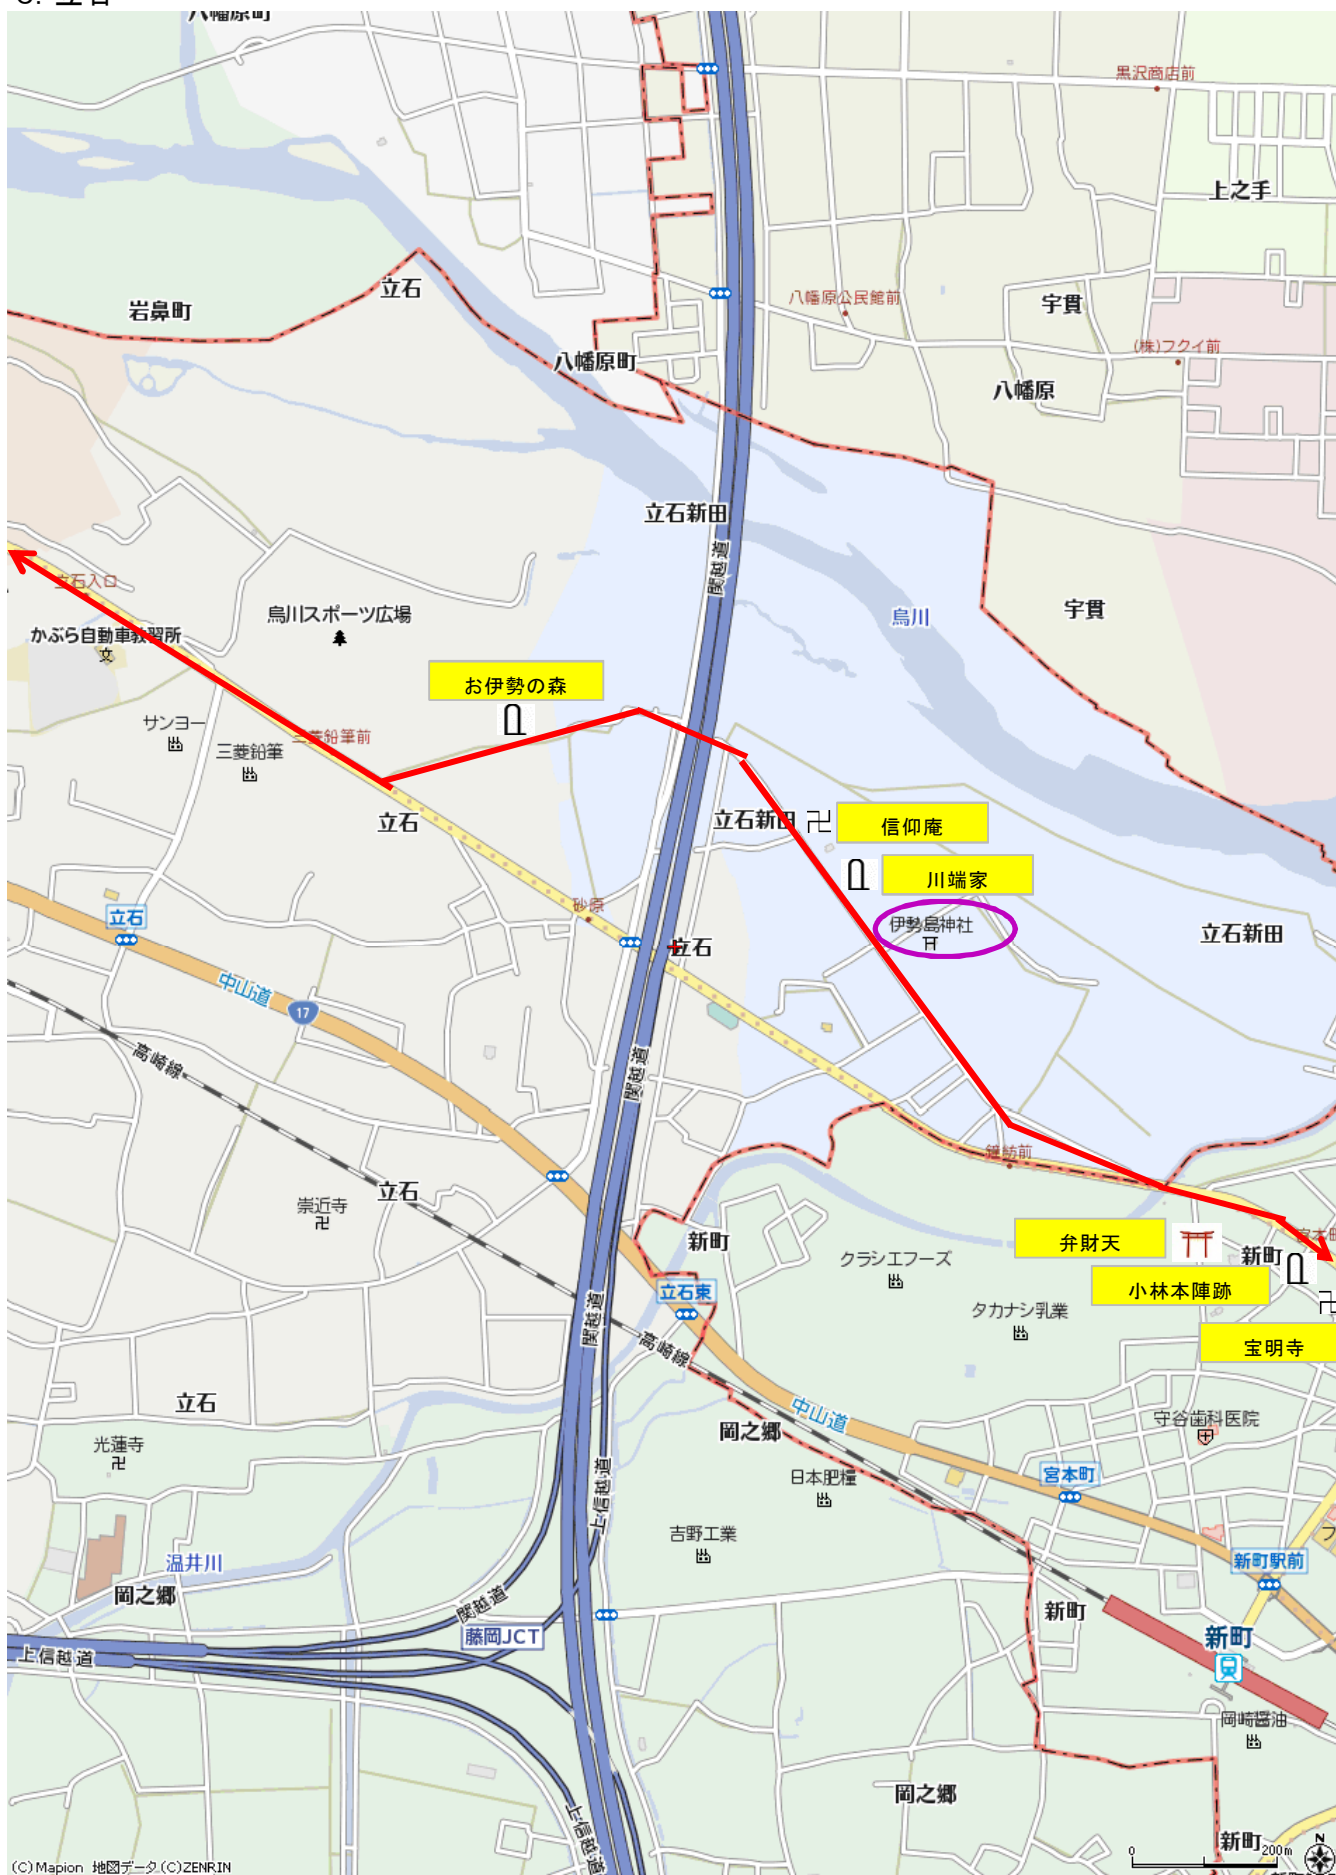 八幡原町
黒沢商店前
上之手
立石
岩鼻町
八幡原公民館前
宇貫
(株)フクイ前
八幡原町
八幡原
立石新田
関越道
立石入口
烏川スポーツ広場
烏川
宇貫
かぶら自動車教習所
お伊勢の森
サンヨー
三菱鉛筆前
三菱鉛筆
立石
立石新田
信仰庵
川端家
砂原
伊勢島神社
立石
立石
立石新田
中山道
17
高崎線
関越道
鐘紡前
立石
崇近寺
新町
弁財天
新町
クラシエフーズ
小林本陣跡
立石東
タカナシ乳業
関越道
宝明寺
高崎線
立石
中山道
守谷歯科医院
岡之郷
光蓮寺
宮本町
日本肥糧
上信越道
吉野工業
新町駅前
温井川
岡之郷
関越道
新町
藤岡JCT
新町
上信越道
岡崎醤油
岡之郷
上信越道
新町
0 200m
N
(C)Mapion 地図データ(C)ZENRIN